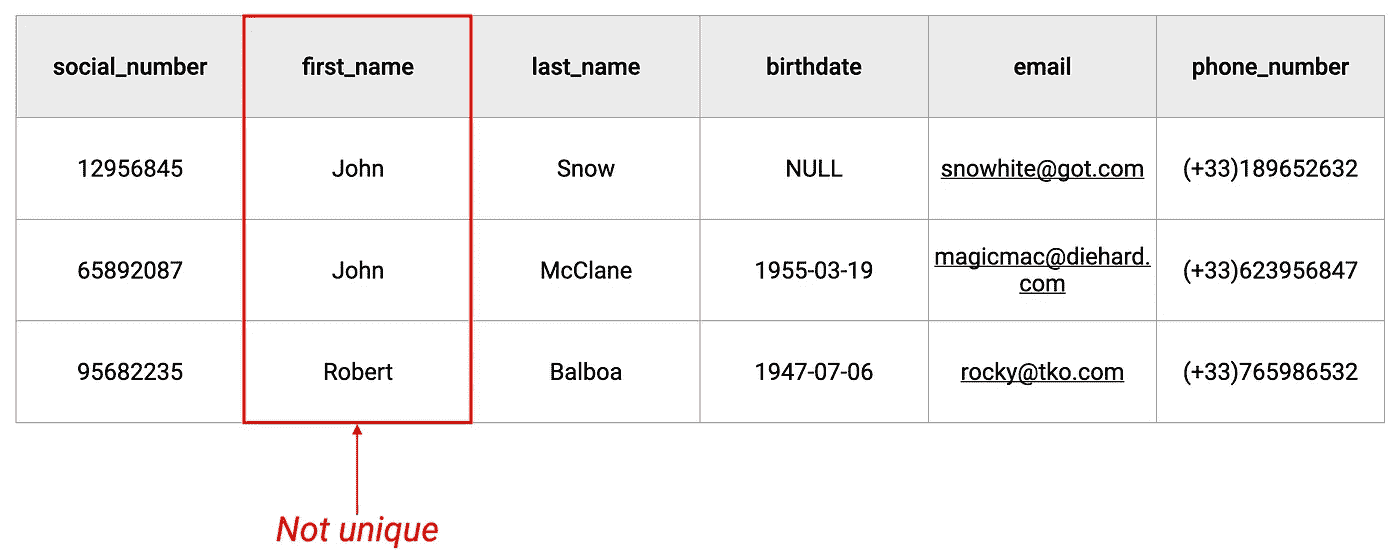 social_number first_name last_name birthdate email phone_number
12956845 John Snow NULL snowhite@got.com (+33)189652632
65892087 John McClane 1955-03-19 magicmac@diehard.
com (+33)623956847
95682235 Robert Balboa 1947-07-06 rocky@tko.com (+33)765986532
Not unique